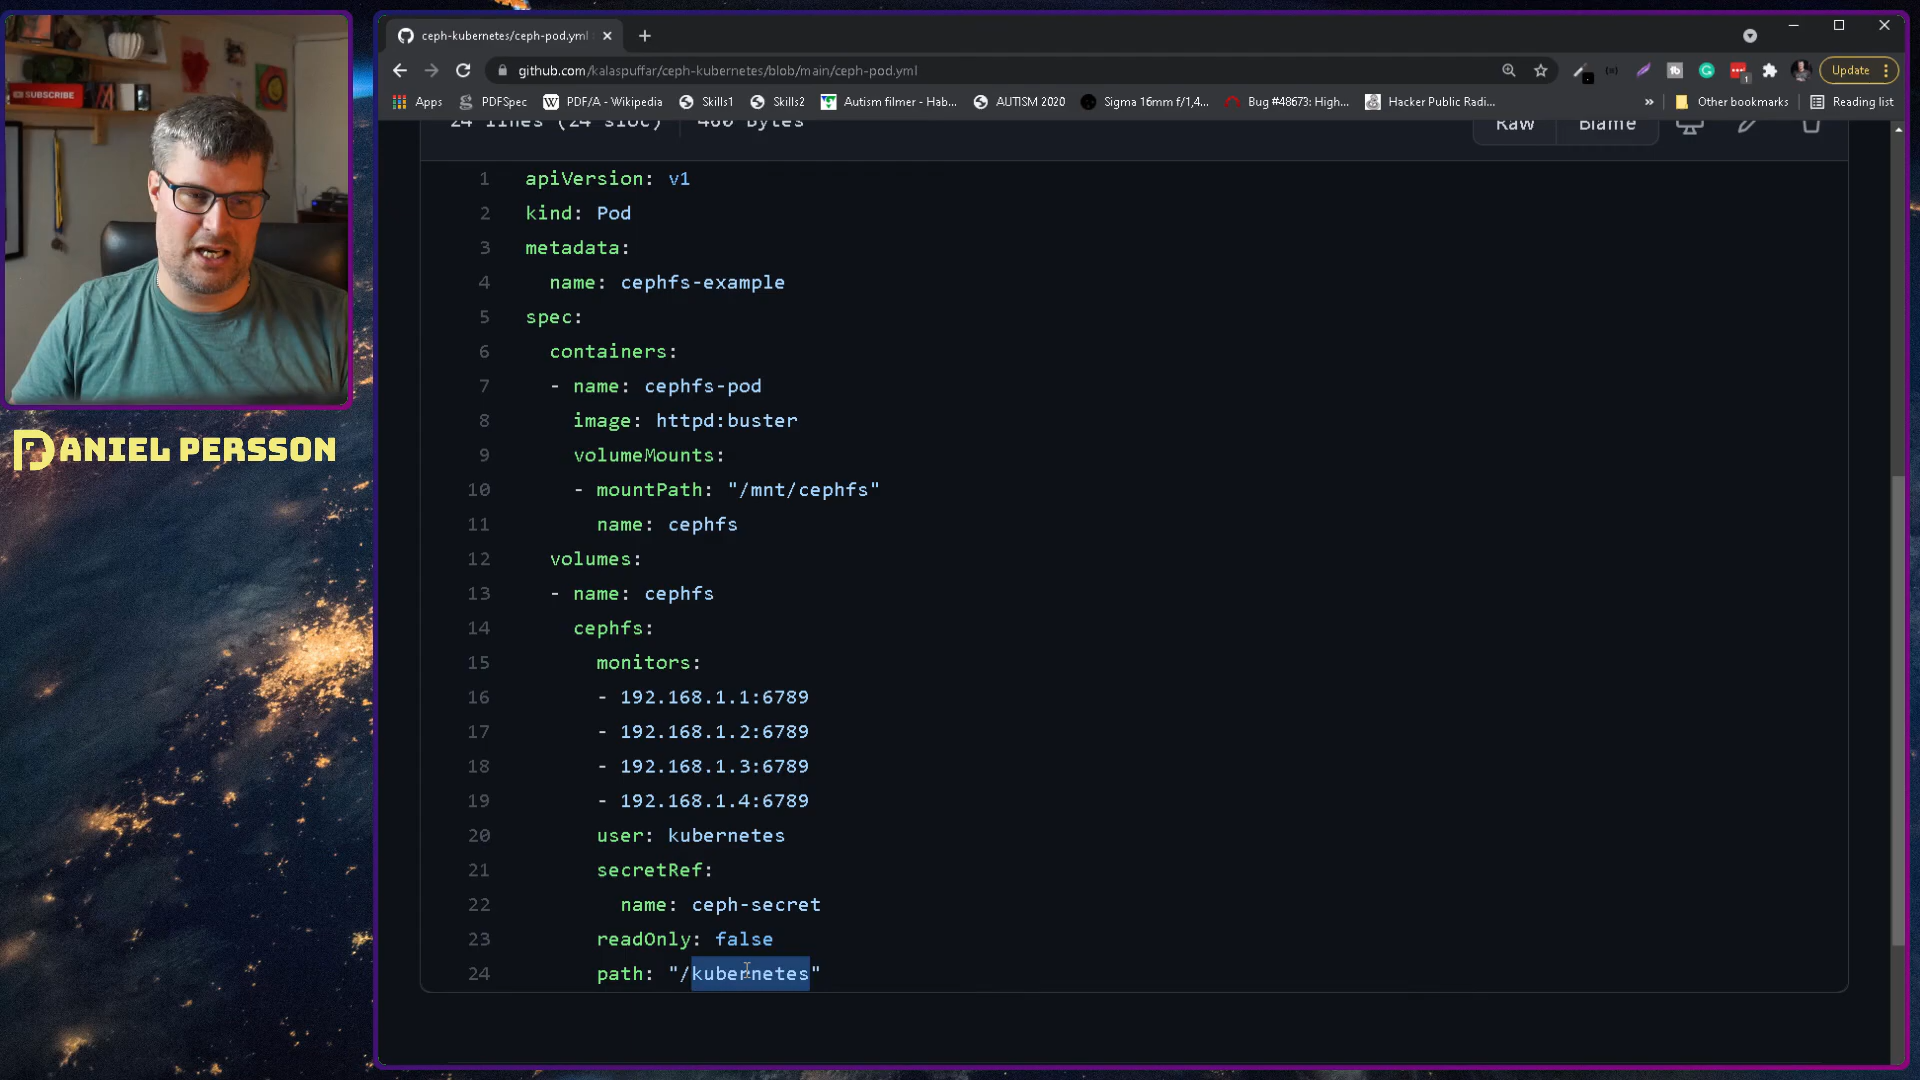 SUBSCRIBE
DANIEL PERSSON
ceph-kubernetes/ceph-pod.yml
github.com/kalaspuffar/ceph-kubernetes/blob/main/ceph-pod.yml
Update
Apps
PDFSpec
PDF/A - Wikipedia
Skills1
Skills2
Autism filmer - Hab...
AUTISM 2020
Sigma 16mm f/1,4...
Bug #48673: High...
Hacker Public Radi...
»
Other bookmarks
Reading list
24 lines (24 sloc) 460 Bytes
Raw
Blame
1 apiVersion: v1
2 kind: Pod
3 metadata:
4 name: cephfs-example
5 spec:
6 containers:
7 - name: cephfs-pod
8 image: httpd:buster
9 volumeMounts:
10 - mountPath: "/mnt/cephfs"
11 name: cephfs
12 volumes:
13 - name: cephfs
14 cephfs:
15 monitors:
16 - 192.168.1.1:6789
17 - 192.168.1.2:6789
18 - 192.168.1.3:6789
19 - 192.168.1.4:6789
20 user: kubernetes
21 secretRef:
22 name: ceph-secret
23 readOnly: false
24 path: "/kubernetes"